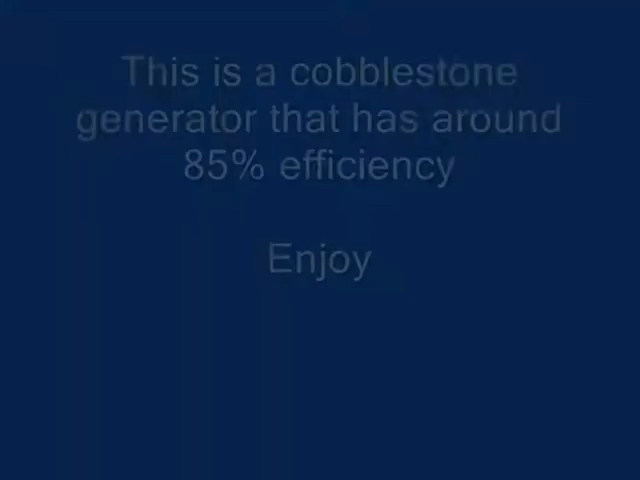 This is a cobblestone
generator that has around
85% efficiency
Enjoy